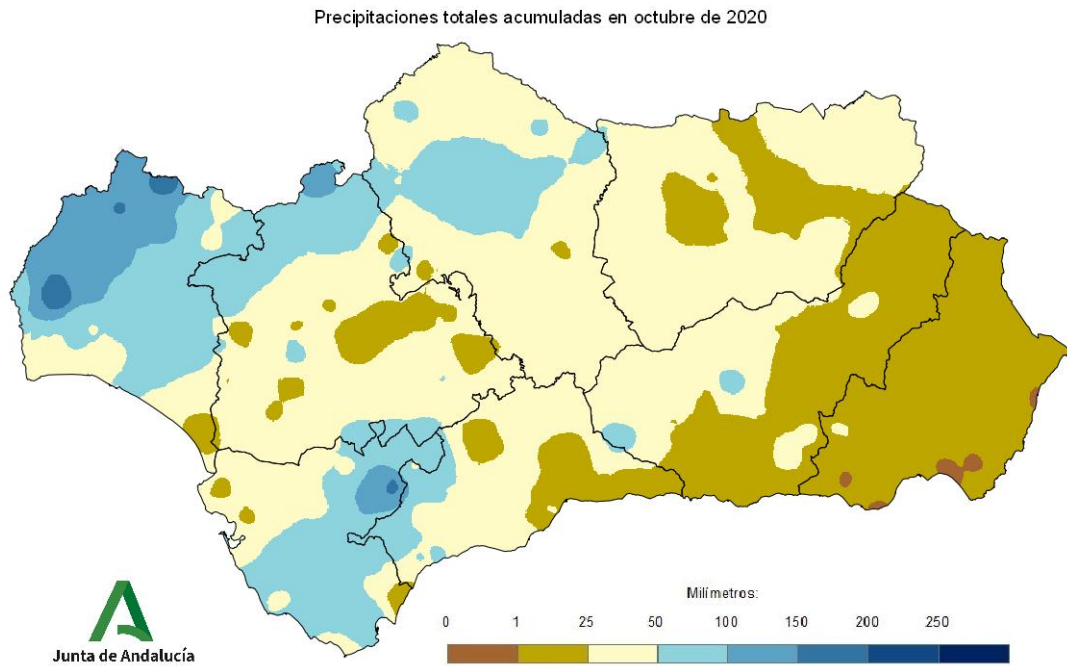 Precipitaciones totales acumuladas en octubre de 2020
Milímetros:
0 1 25 50 100 150 200 250
Junta de Andalucía